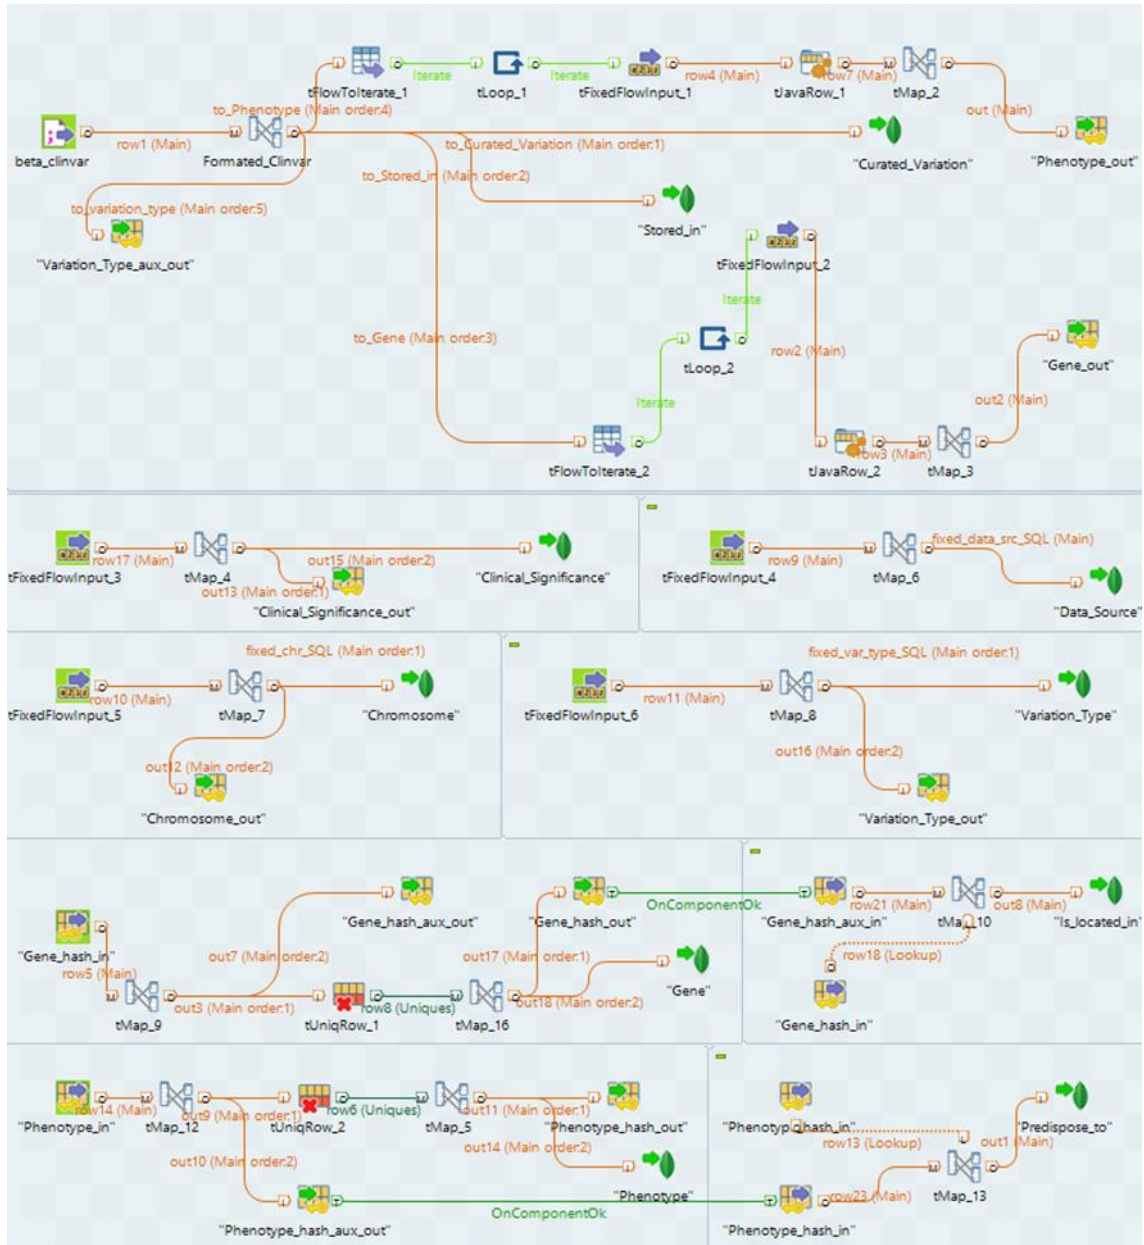 tFlowToIterate_1
Iterate
tLoop_1
Iterate
tFixedFlowInput_1
row4 (Main)
tJavaRow_1
row7 (Main)
tMap_2
out (Main)
"Phenotype_out"
to_Phenotype (Main order:4)
beta_clinvar
row1 (Main)
Formated_Clinvar
to_Curated_Variation (Main order:1)
"Curated_Variation"
to_Stored_in (Main order:2)
"Stored_in"
to_variation_type (Main order:5)
"Variation_Type_aux_out"
tFixedFlowInput_2
Iterate
to_Gene (Main order:3)
tLoop_2
row2 (Main)
"Gene_out"
Iterate
out2 (Main)
tFlowToIterate_2
tJavaRow_2
row3 (Main)
tMap_3
tFixedFlowInput_3
row17 (Main)
tMap_4
out15 (Main order:2)
"Clinical_Significance"
out13 (Main order:1)
"Clinical_Significance_out"
tFixedFlowInput_4
row9 (Main)
tMap_6
fixed_data_src_SQL (Main)
"Data_Source"
fixed_chr_SQL (Main order:1)
tFixedFlowInput_5
row10 (Main)
tMap_7
"Chromosome"
out12 (Main order:2)
"Chromosome_out"
fixed_var_type_SQL (Main order:1)
tFixedFlowInput_6
row11 (Main)
tMap_8
"Variation_Type"
out16 (Main order:2)
"Variation_Type_out"
"Gene_hash_in"
row5 (Main)
tMap_9
out7 (Main order:2)
"Gene_hash_aux_out"
out3 (Main order:1)
tUniqRow_1
row8 (Uniques)
tMap_16
out17 (Main order:1)
"Gene_hash_out"
out18 (Main order:2)
"Gene"
OnComponentOk
"Gene_hash_aux_in"
row21 (Main)
tMap_10
out8 (Main)
"Is_located_in"
row18 (Lookup)
"Gene_hash_in"
"Phenotype_in"
row14 (Main)
tMap_12
out9 (Main order:1)
tUniqRow_2
row6 (Uniques)
tMap_5
out11 (Main order:1)
"Phenotype_hash_out"
out10 (Main order:2)
out14 (Main order:2)
"Phenotype"
"Phenotype_hash_aux_out"
OnComponentOk
"Phenotype_hash_in"
row13 (Lookup)
out1 (Main)
"Predispose_to"
"Phenotype_hash_in"
row23 (Main)
tMap_13